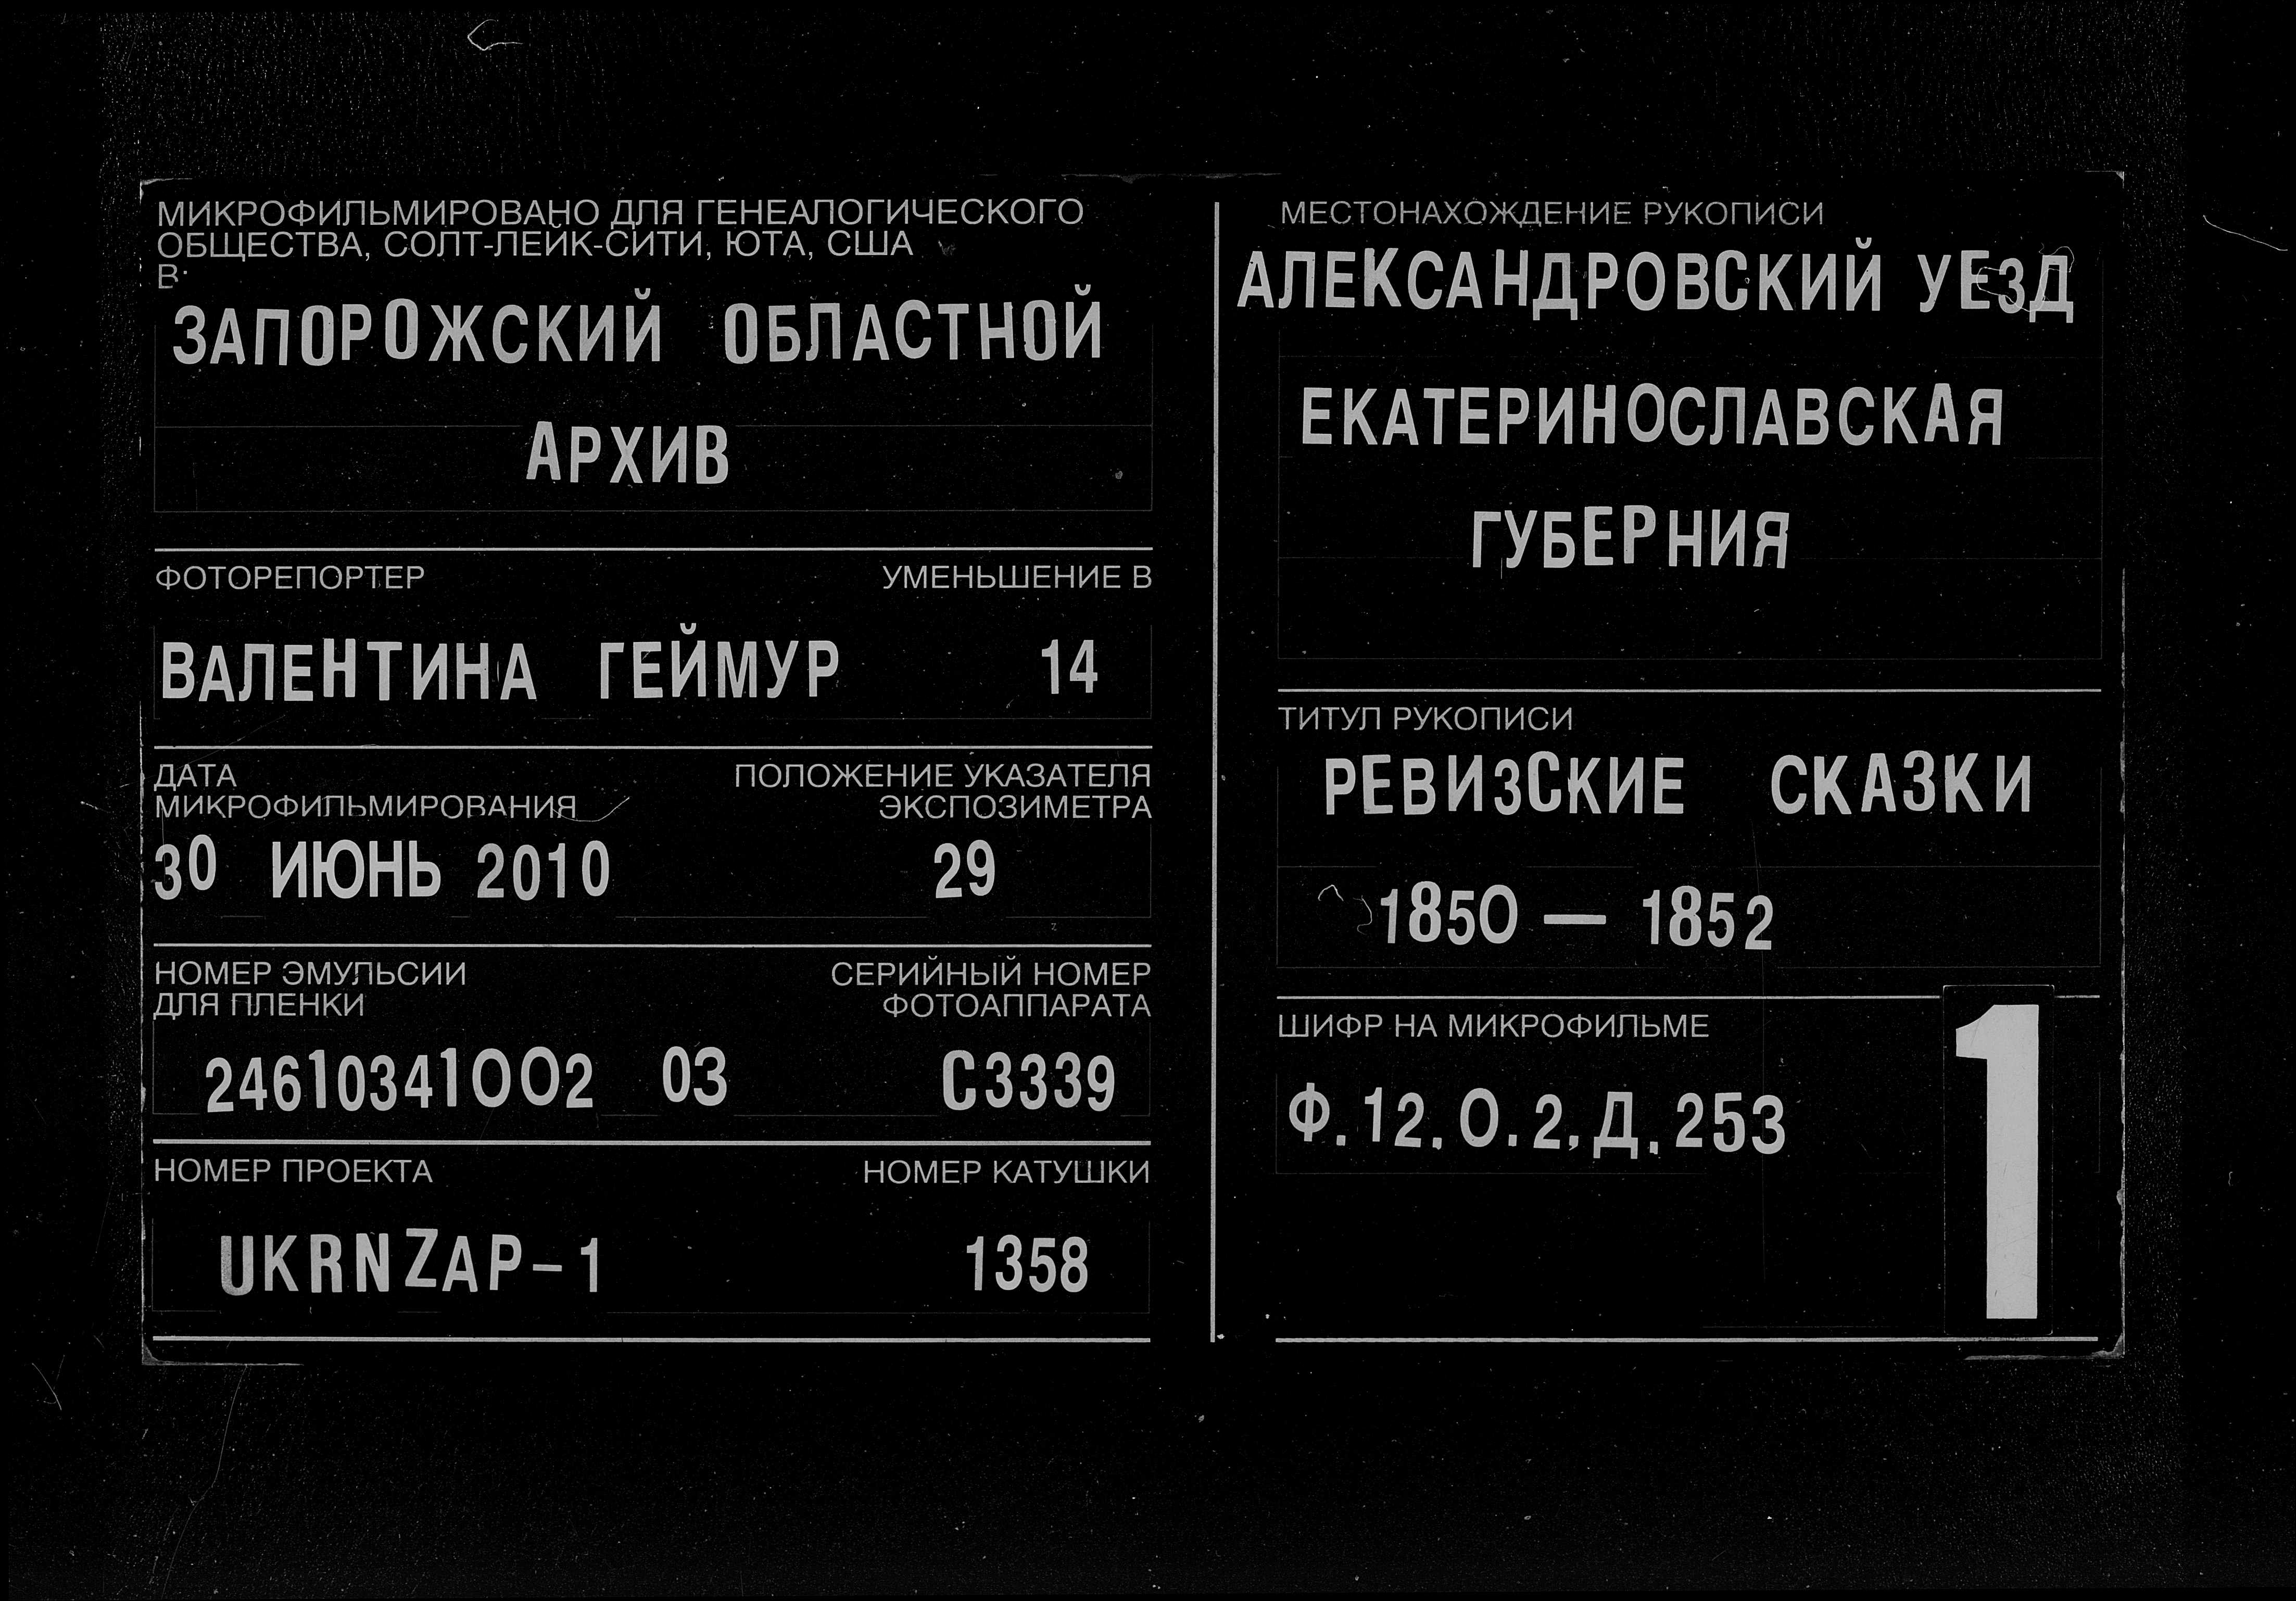 МИКРОФИЛЬМИРОВАНО ДЛЯ ГЕНЕАЛОГИЧЕСКОГО
ОБЩЕСТВА, СОЛТ-ЛЕЙК-СИТИ, ЮТА, США
В:
ЗАПОРОЖСКИЙ ОБЛАСТНОЙ
АРХИВ
ФОТОРЕПОРТЕР УМЕНЬШЕНИЕ В
ВАЛЕНТИНА ГЕЙМУР 14
ДАТА ПОЛОЖЕНИЕ УКАЗАТЕЛЯ
МИКРОФИЛЬМИРОВАНИЯ ЭКСПОЗИМЕТРА
30 ИЮНЬ 2010 29
НОМЕР ЭМУЛЬСИИ СЕРИЙНЫЙ НОМЕР
ДЛЯ ПЛЕНКИ ФОТОАППАРАТА
24610341002 03 С3339
НОМЕР ПРОЕКТА НОМЕР КАТУШКИ
UKRNZAP-1 1358
МЕСТОНАХОЖДЕНИЕ РУКОПИСИ
АЛЕКСАНДРОВСКИЙ УЕЗД
ЕКАТЕРИНОСЛАВСКАЯ
ГУБЕРНИЯ
ТИТУЛ РУКОПИСИ
РЕВИЗСКИЕ СКАЗКИ
1850 — 1852
ШИФР НА МИКРОФИЛЬМЕ
Ф.12.О.2,Д.253
1